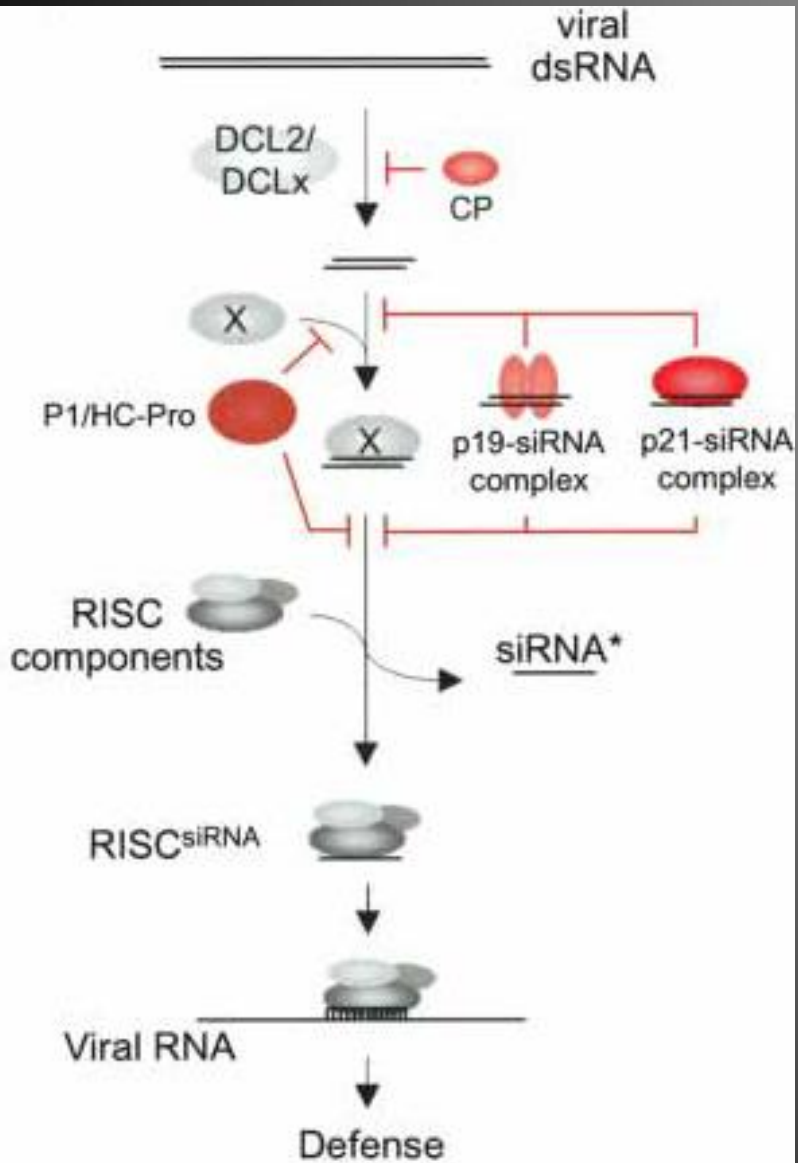 viral
dsRNA
DCL2/
DCLx
CP
X
P1/HC-Pro
X
p19-siRNA
complex
p21-siRNA
complex
RISC
components
siRNA*
RISCsiRNA
Viral RNA
Defense